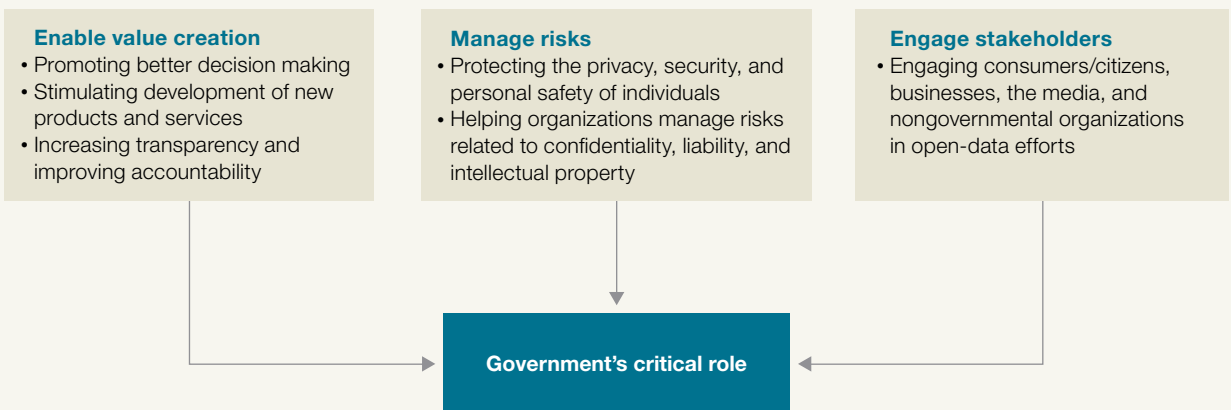 Enable value creation
• Promoting better decision making
• Stimulating development of new
products and services
• Increasing transparency and
improving accountability
Manage risks
• Protecting the privacy, security, and
personal safety of individuals
• Helping organizations manage risks
related to confidentiality, liability, and
intellectual property
Engage stakeholders
• Engaging consumers/citizens,
businesses, the media, and
nongovernmental organizations
in open-data efforts
Government’s critical role